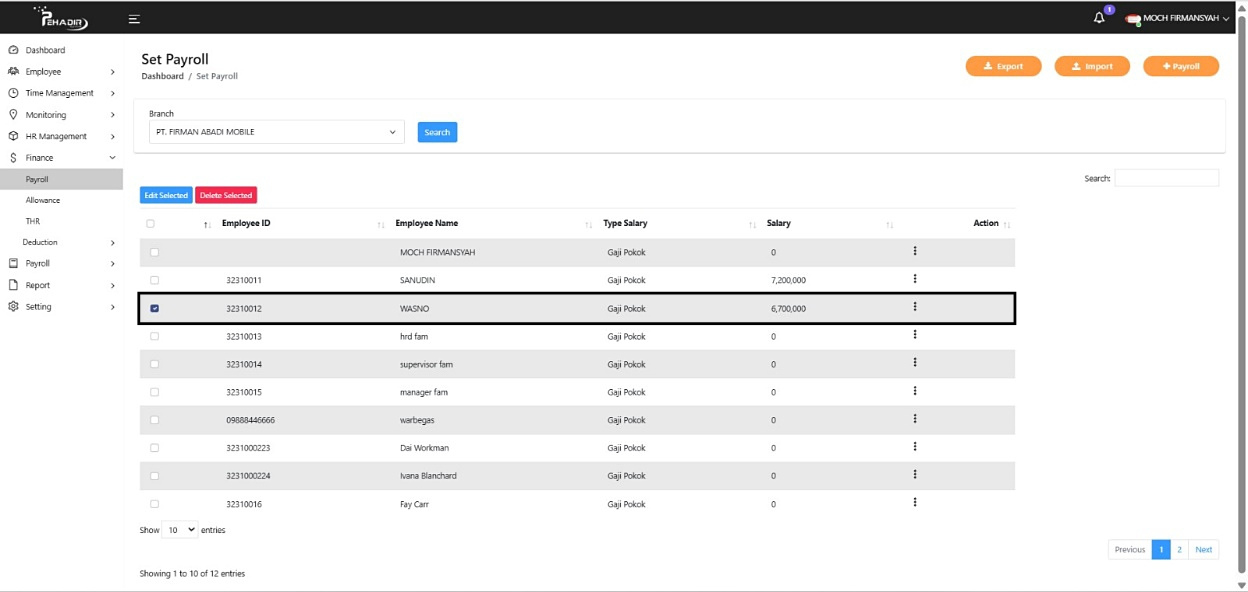 PEHADIR
1
MOCH FIRMANSYAH
Dashboard
Employee
Time Management
Monitoring
HR Management
Finance
Payroll
Allowance
THR
Deduction
Payroll
Report
Setting
Set Payroll
Dashboard / Set Payroll
Export
Import
+ Payroll
Branch
PT. FIRMAN ABADI MOBILE
Search
Search:
Edit Selected Delete Selected
Employee ID Employee Name Type Salary Salary Action
MOCH FIRMANSYAH Gaji Pokok 0
32310011 SANUDIN Gaji Pokok 7,200,000
32310012 WASNO Gaji Pokok 6,700,000
32310013 hrd fam Gaji Pokok 0
32310014 supervisor fam Gaji Pokok 0
32310015 manager fam Gaji Pokok 0
09888446666 warbegas Gaji Pokok 0
3231000223 Dai Workman Gaji Pokok 0
3231000224 Ivana Blanchard Gaji Pokok 0
32310016 Fay Carr Gaji Pokok 0
Show 10 entries
Previous 1 2 Next
Showing 1 to 10 of 12 entries